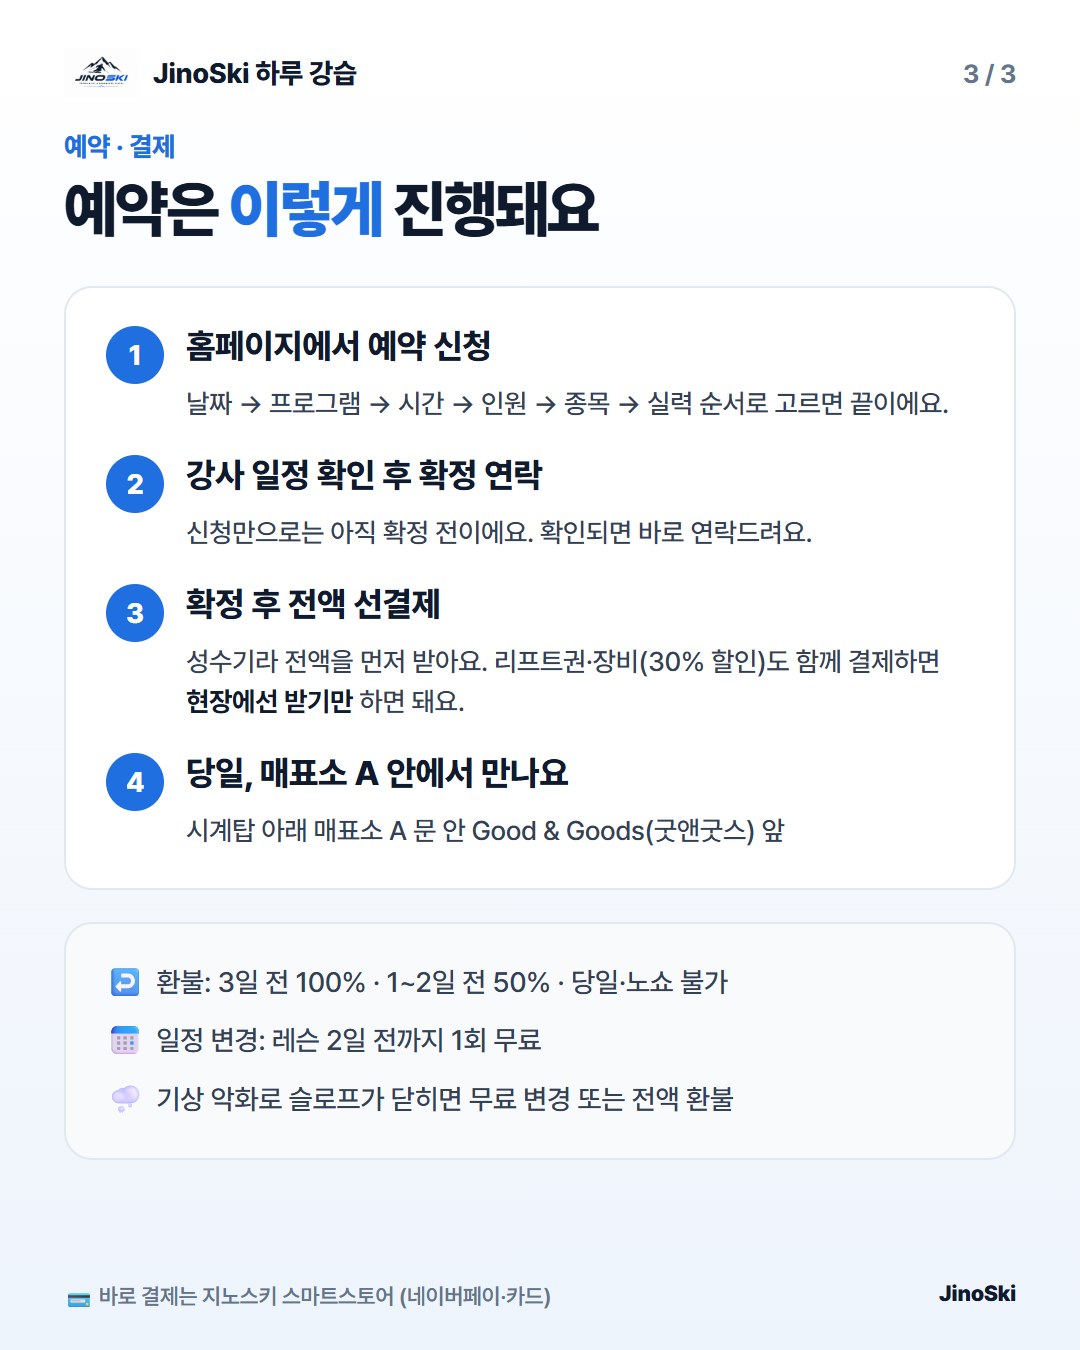 JINOSKI
JinoSki 하루 강습
3 / 3
예약 · 결제
예약은 이렇게 진행돼요
1
홈페이지에서 예약 신청
날짜 → 프로그램 → 시간 → 인원 → 종목 → 실력 순서로 고르면 끝이에요.
2
강사 일정 확인 후 확정 연락
신청만으로는 아직 확정 전이에요. 확인되면 바로 연락드려요.
3
확정 후 전액 선결제
성수기라 전액을 먼저 받아요. 리프트권·장비(30% 할인)도 함께 결제하면
현장에선 받기만 하면 돼요.
4
당일, 매표소 A 안에서 만나요
시계탑 아래 매표소 A 문 안 Good & Goods(굿앤굿스) 앞
환불: 3일 전 100% · 1~2일 전 50% · 당일·노쇼 불가
일정 변경: 레슨 2일 전까지 1회 무료
기상 악화로 슬로프가 닫히면 무료 변경 또는 전액 환불
바로 결제는 지노스키 스마트스토어 (네이버페이·카드)
JinoSki